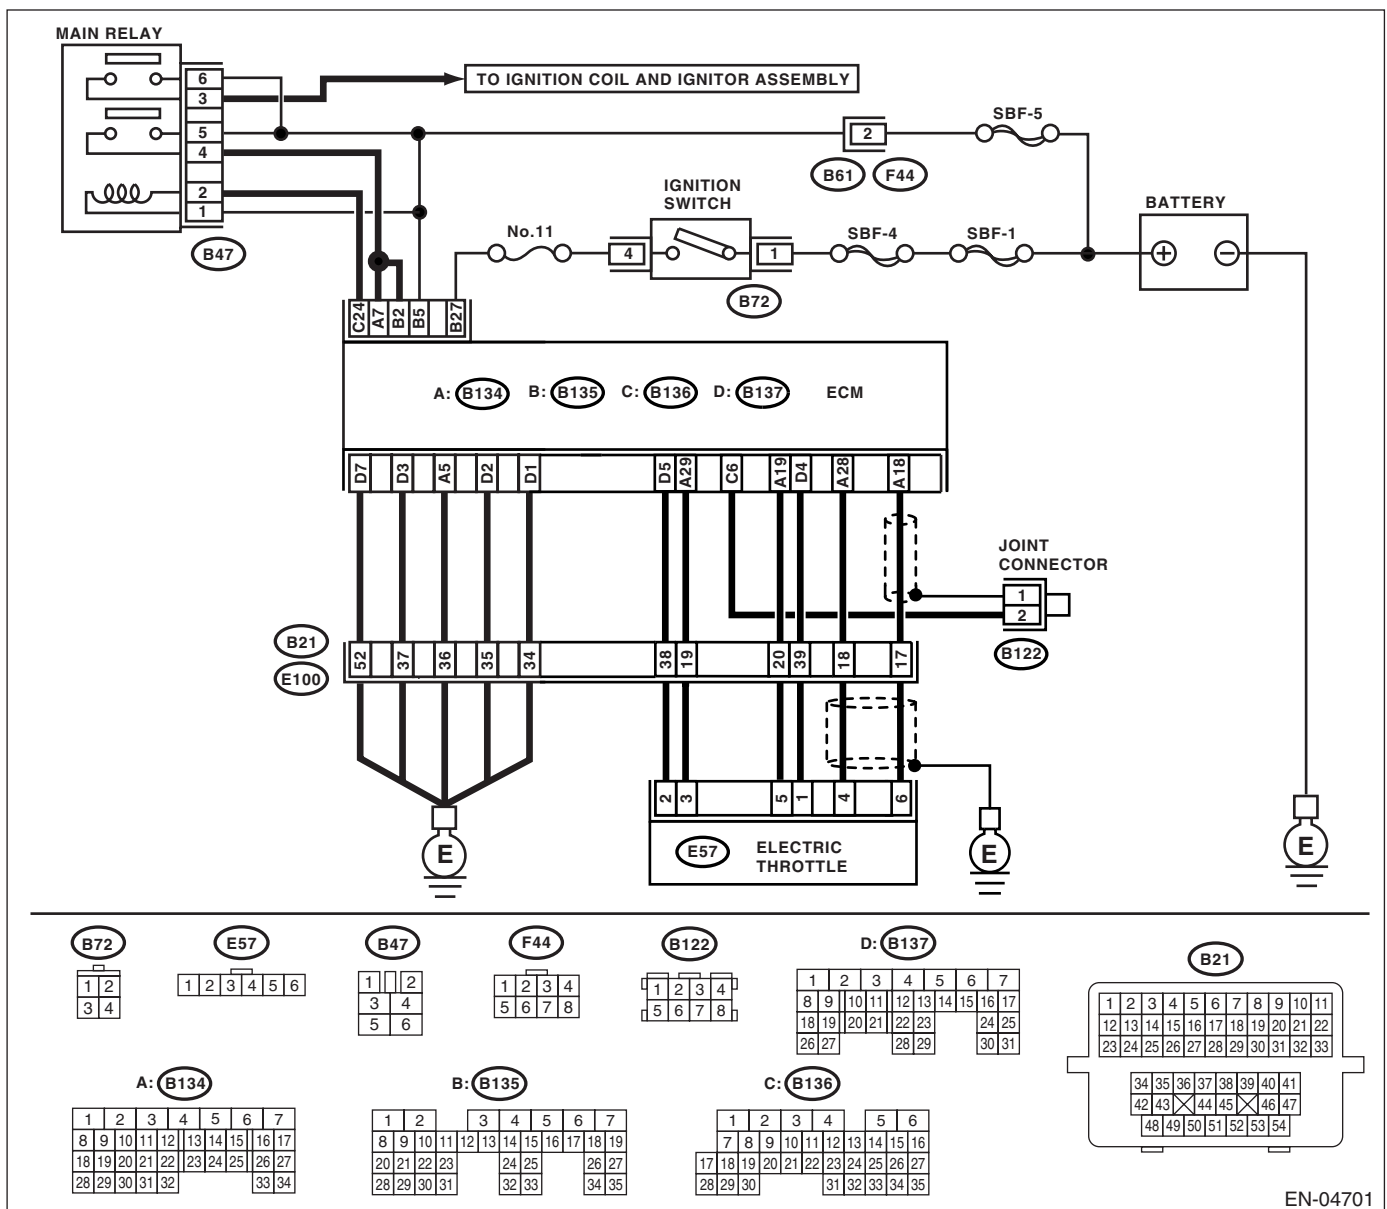 MAIN RELAY
6
3
5
4
2
1
B47
TO IGNITION COIL AND IGNITOR ASSEMBLY
2
B61 F44
SBF-5
IGNITION
SWITCH
No.11
4
1
B72
SBF-4
SBF-1
BATTERY
+ −
C24 A7 B2 B5 B27
A: B134 B: B135 C: B136 D: B137 ECM
D7 D3 A5 D2 D1 D5 A29 C6 A19 D4 A28 A18
JOINT
CONNECTOR
1
2
B122
B21
E100
52 37 36 35 34 38 19 20 39 18 17
2 3 5 1 4 6
E57 ELECTRIC
THROTTLE
E
E
E
B72
1 2
3 4
E57
1 2 3 4 5 6
B47
1 2
3 4
5 6
F44
1 2 3 4
5 6 7 8
B122
1 2 3 4
5 6 7 8
D: B137
1 2 3 4 5 6 7
8 9 10 11 12 13 14 15 16 17
18 19 20 21 22 23 24 25
26 27 28 29 30 31
B21
1 2 3 4 5 6 7 8 9 10 11
12 13 14 15 16 17 18 19 20 21 22
23 24 25 26 27 28 29 30 31 32 33
34 35 36 37 38 39 40 41
42 43 44 45 46 47
48 49 50 51 52 53 54
A: B134
1 2 3 4 5 6 7
8 9 10 11 12 13 14 15 16 17
18 19 20 21 22 23 24 25 26 27
28 29 30 31 32 33 34
B: B135
1 2 3 4 5 6 7
8 9 10 11 12 13 14 15 16 17 18 19
20 21 22 23 24 25 26 27
28 29 30 31 32 33 34 35
C: B136
1 2 3 4 5 6
7 8 9 10 11 12 13 14 15 16
17 18 19 20 21 22 23 24 25 26 27
28 29 30 31 32 33 34 35
EN-04701